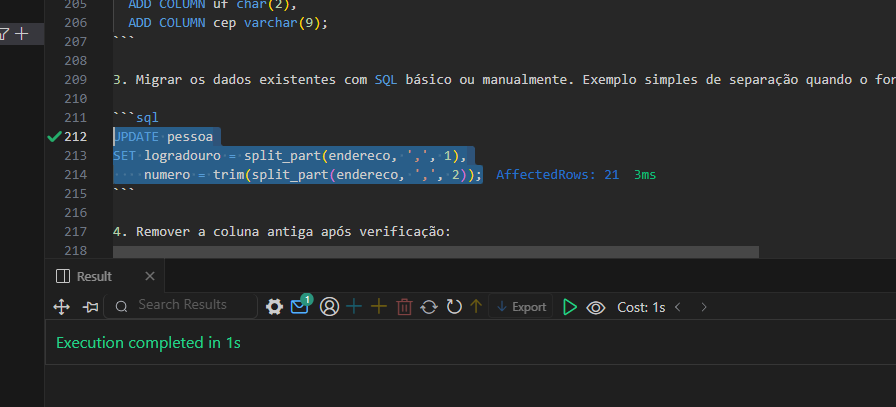 205 ADD COLUMN uf char(2),
206 ADD COLUMN cep varchar(9);
207 ```
208
209 3. Migrar os dados existentes com SQL básico ou manualmente. Exemplo simples de separação quando o for
210
211 ```sql
212 UPDATE pessoa
213 SET logradouro = split_part(endereco, ',', 1),
214 numero = trim(split_part(endereco, ',', 2)); AffectedRows: 21 3ms
215 ```
216
217 4. Remover a coluna antiga após verificação:
218
Result
Search Results 1 Export Cost: 1s
Execution completed in 1s